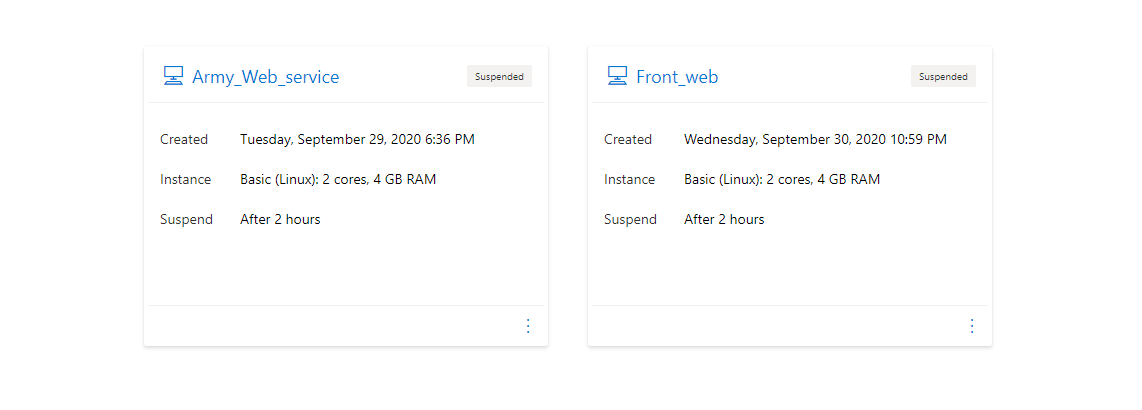 Army_Web_service
Suspended
Created Tuesday, September 29, 2020 6:36 PM
Instance Basic (Linux): 2 cores, 4 GB RAM
Suspend After 2 hours
Front_web
Suspended
Created Wednesday, September 30, 2020 10:59 PM
Instance Basic (Linux): 2 cores, 4 GB RAM
Suspend After 2 hours